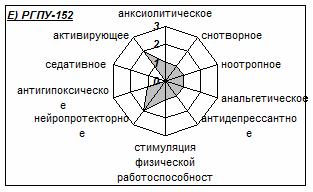 Е) РГПУ-152
анксиолитическое
3
активирующее
снотворное
2
седативное
1
ноотропное
0
антигипоксическо
е
анальгетическое
нейропротекторно
е
антидепрессантно
е
стимуляция
физической
работоспособност